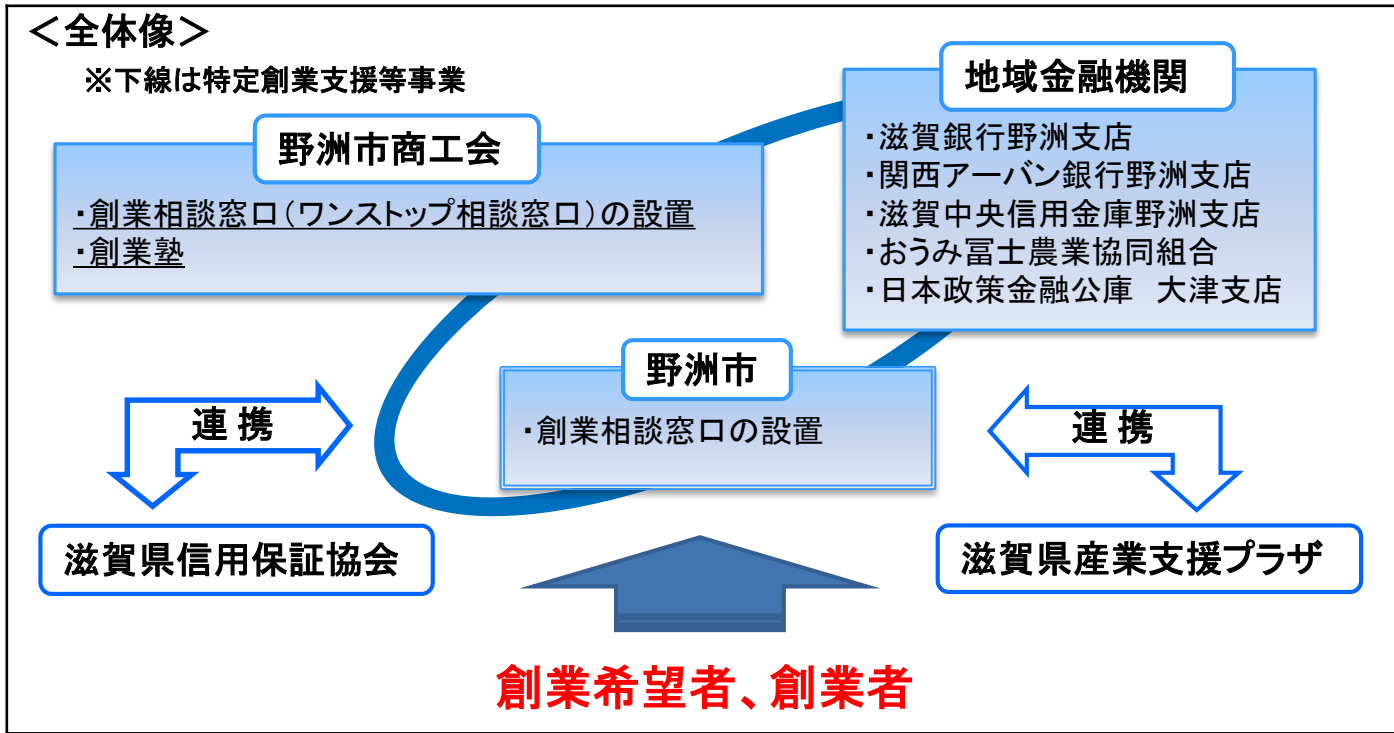 ＜全体像＞
※下線は特定創業支援等事業
野洲市商工会
・創業相談窓口（ワンストップ相談窓口）の設置
・創業塾
地域金融機関
・滋賀銀行野洲支店
・関西アーバン銀行野洲支店
・滋賀中央信用金庫野洲支店
・おうみ冨士農業協同組合
・日本政策金融公庫　大津支店
野洲市
・創業相談窓口の設置
連 携
連 携
滋賀県信用保証協会
滋賀県産業支援プラザ
創業希望者、創業者